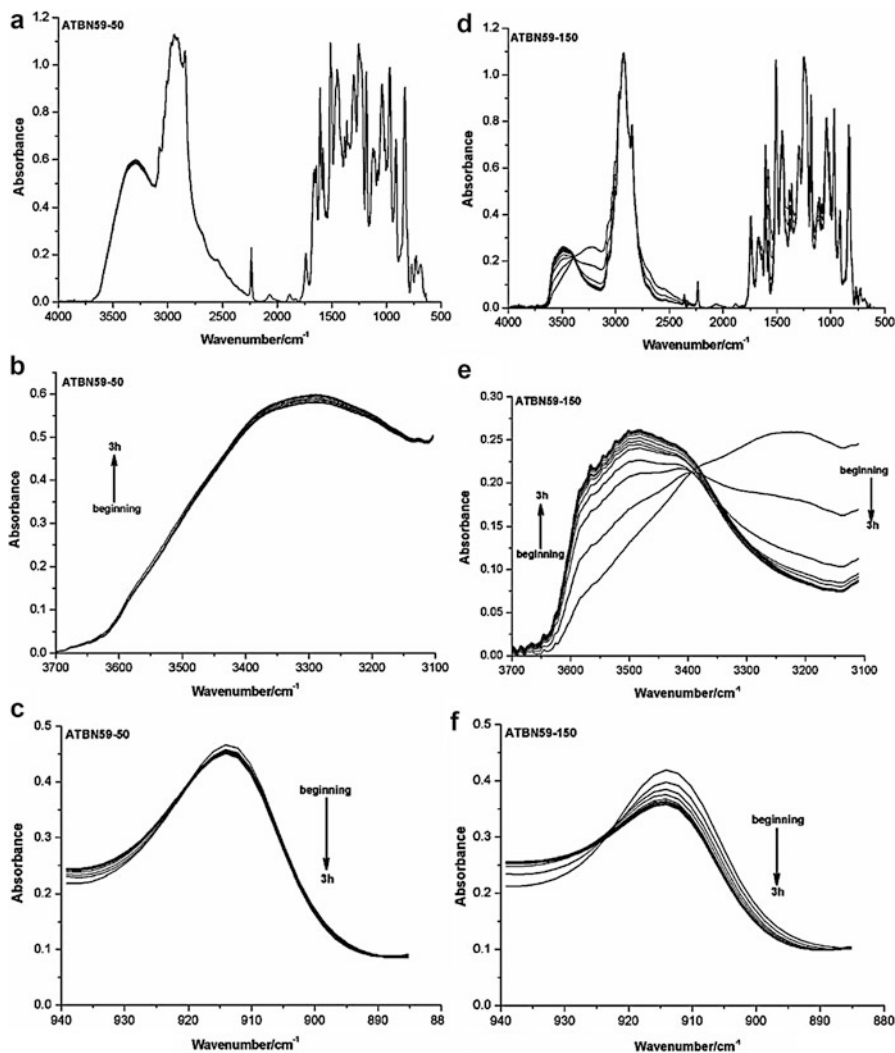 a
ATBN59-50
1.2
1.0
0.8
0.6
0.4
0.2
0.0
Absorbance
4000 3500 3000 2500 2000 1500 1000 500
Wavenumber/cm-1
d
ATBN59-150
1.2
1.0
0.8
0.6
0.4
0.2
0.0
Absorbance
4000 3500 3000 2500 2000 1500 1000 500
Wavenumber/cm-1
b
ATBN59-50
0.6
0.5
0.4
0.3
0.2
0.1
0.0
Absorbance
3h
beginning
3700 3600 3500 3400 3300 3200 3100
Wavenumber/cm-1
e
ATBN59-150
0.30
0.25
0.20
0.15
0.10
0.05
0.00
Absorbance
3h
beginning
beginning
3h
3700 3600 3500 3400 3300 3200 3100
Wavenumber/cm-1
c
ATBN59-50
0.5
0.4
0.3
0.2
0.1
0.0
Absorbance
beginning
3h
940 930 920 910 900 890 88
Wavenumber/cm-1
f
ATBN59-150
0.5
0.4
0.3
0.2
0.1
0.0
Absorbance
beginning
3h
940 930 920 910 900 890 880
Wavenumber/cm-1